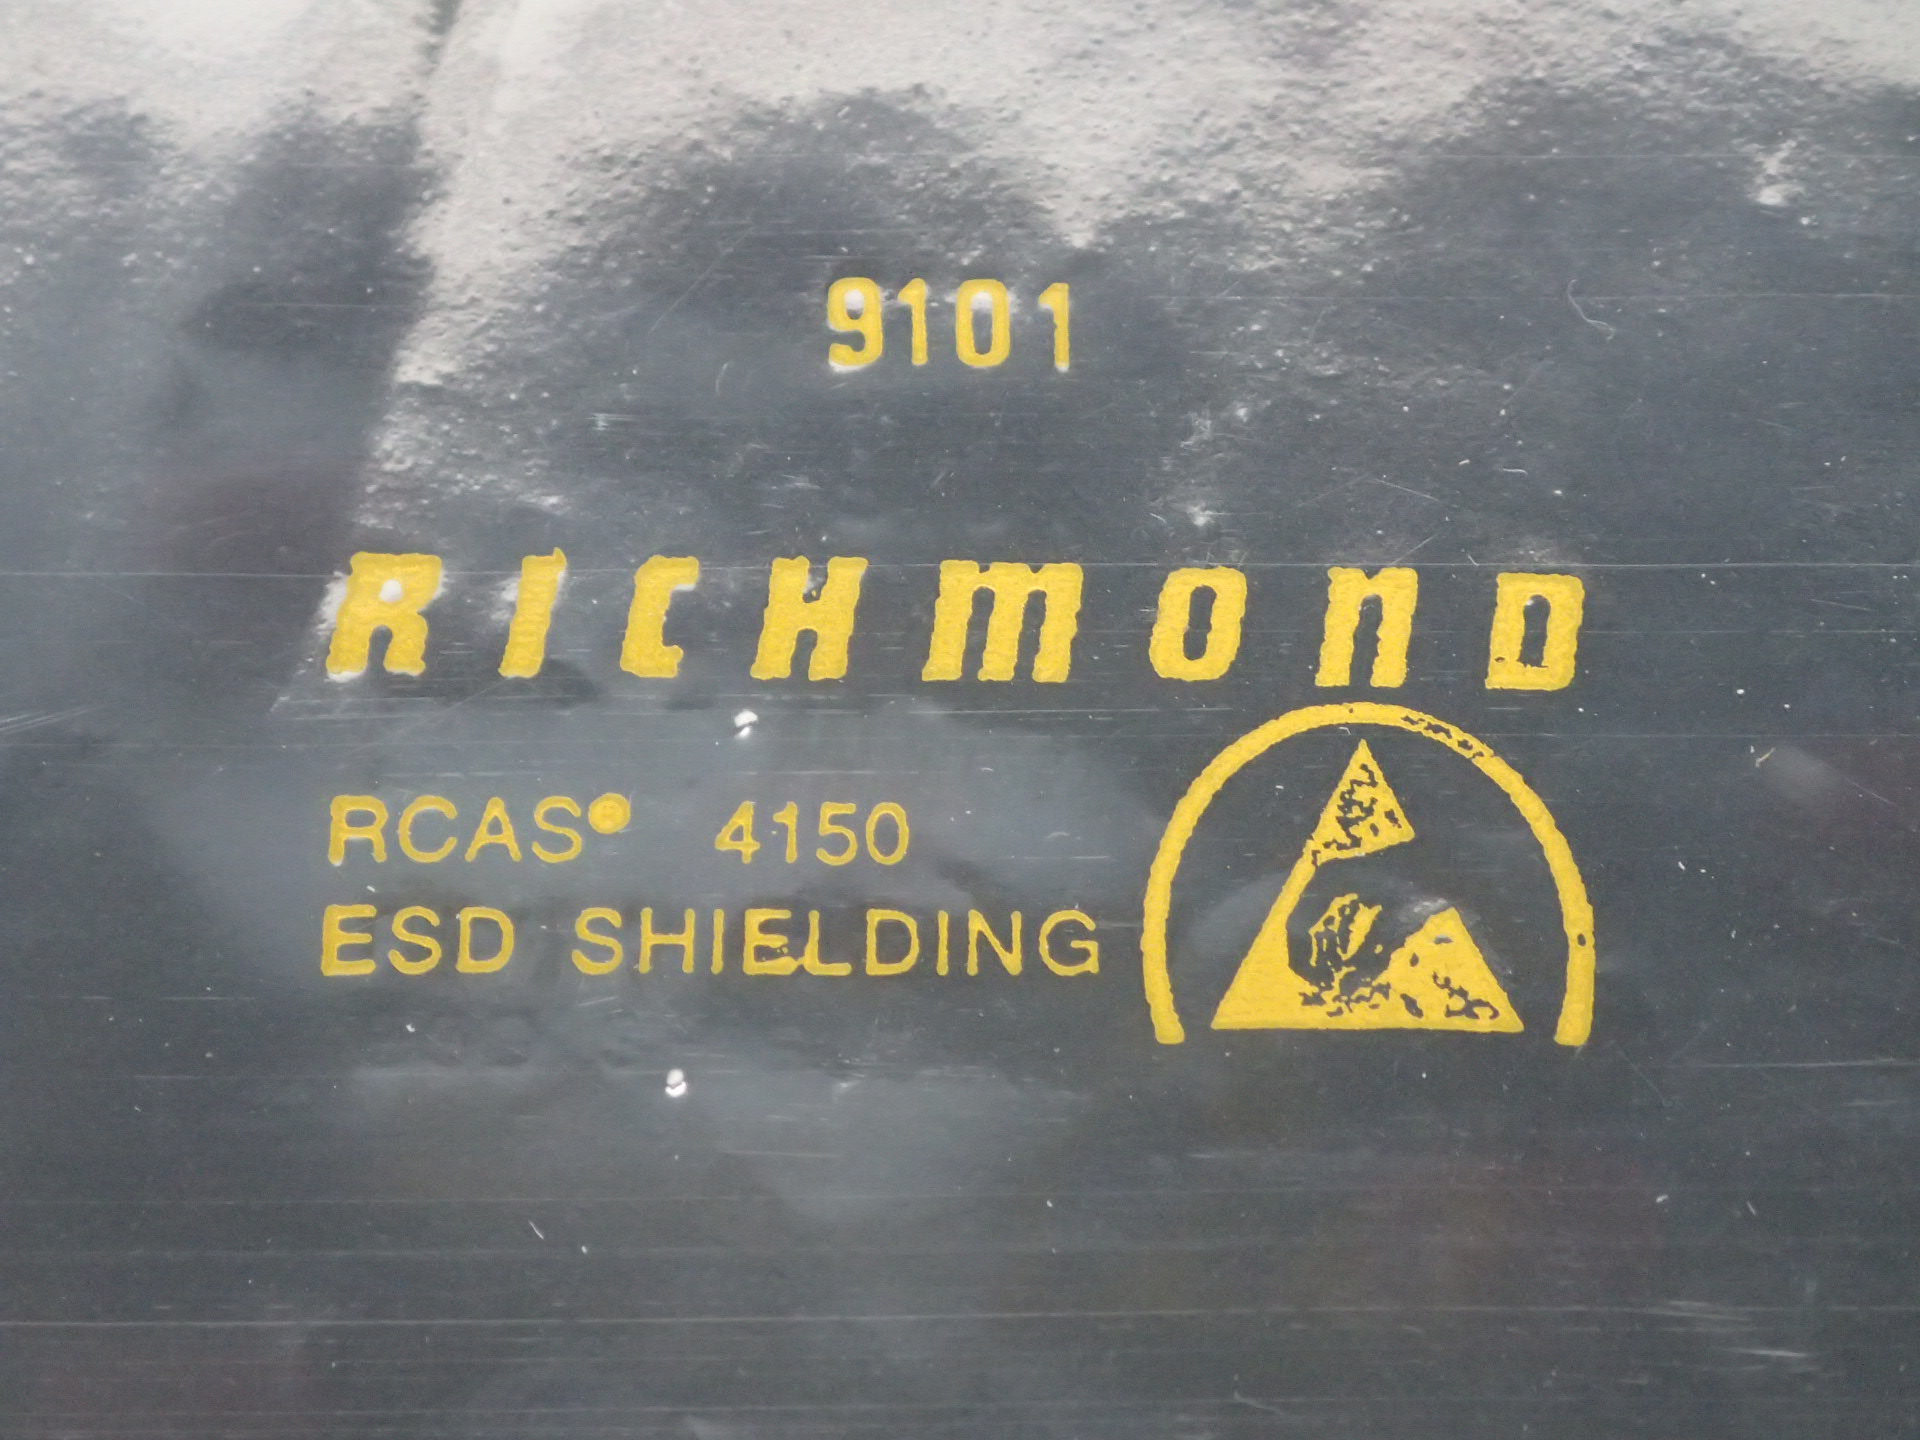 9101
RICHMOND
RCAS® 4150
ESD SHIELDING